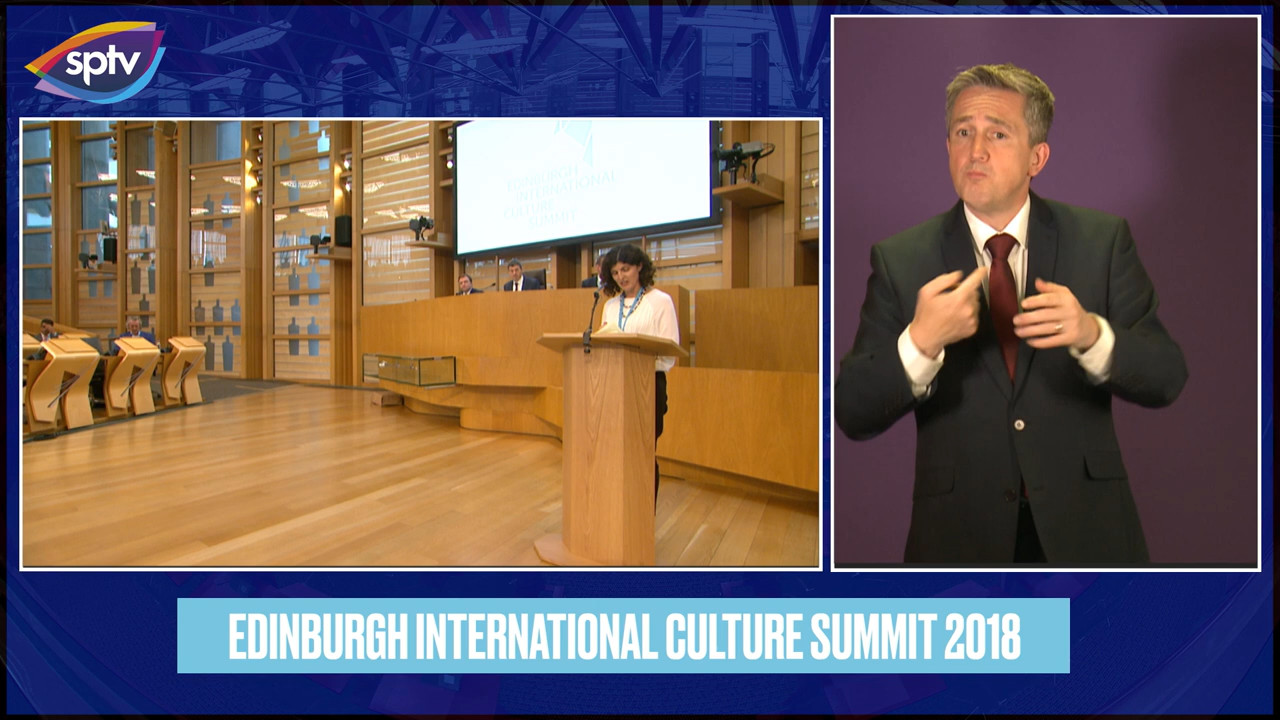 sptv
EDINBURGH
INTERNATIONAL
CULTURE
SUMMIT
EDINBURGH INTERNATIONAL CULTURE SUMMIT 2018